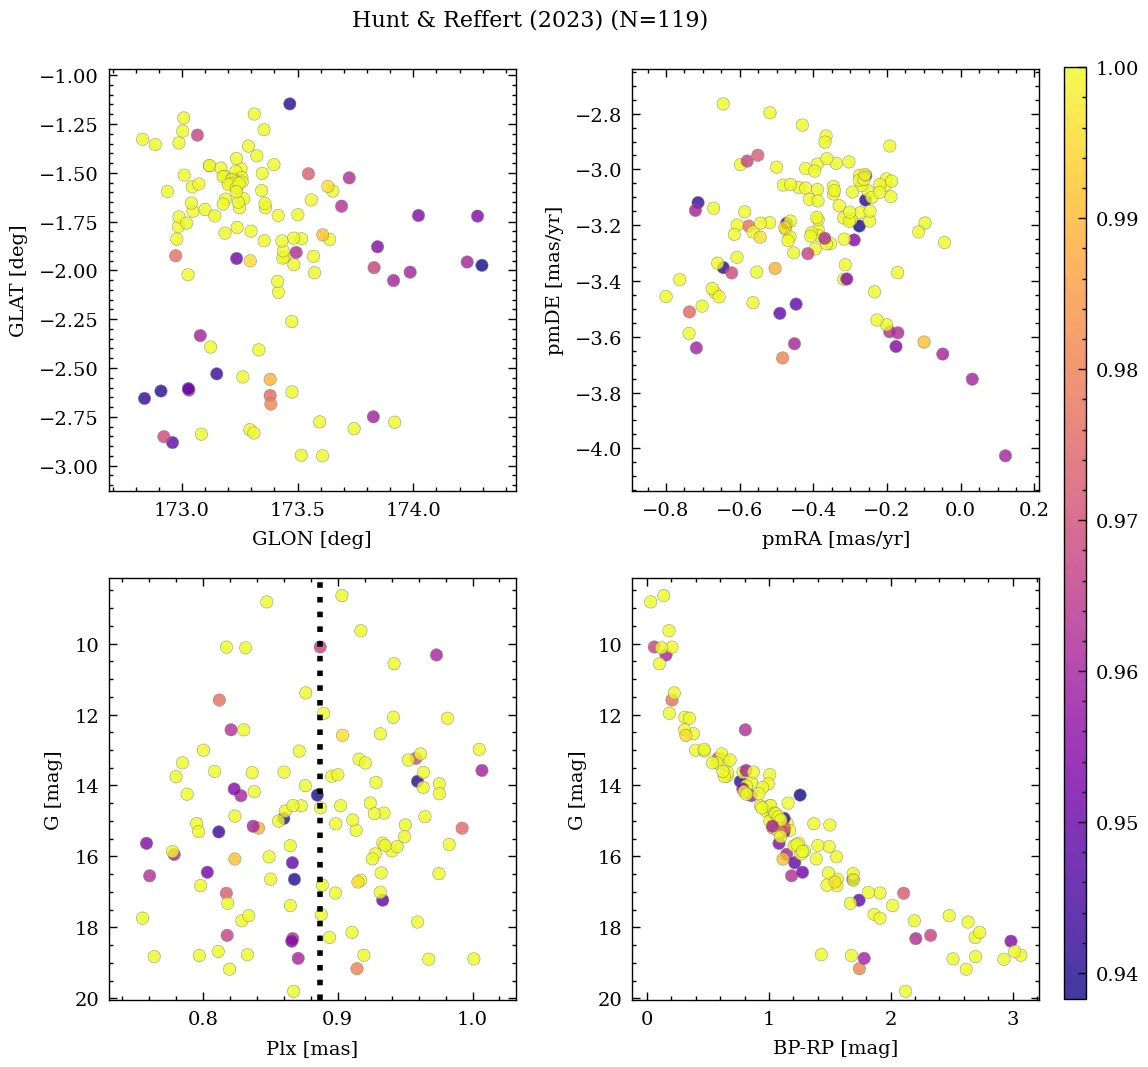 Hunt & Reffert (2023) (N=119)
−1.00
−1.25
−1.50
−1.75
−2.00
−2.25
−2.50
−2.75
−3.00
GLAT [deg]
173.0 173.5 174.0
GLON [deg]
−2.8
−3.0
−3.2
−3.4
−3.6
−3.8
−4.0
pmDE [mas/yr]
−0.8 −0.6 −0.4 −0.2 0.0 0.2
pmRA [mas/yr]
10
12
14
16
18
20
G [mag]
0.8 0.9 1.0
Plx [mas]
10
12
14
16
18
20
G [mag]
0 1 2 3
BP-RP [mag]
1.00
0.99
0.98
0.97
0.96
0.95
0.94